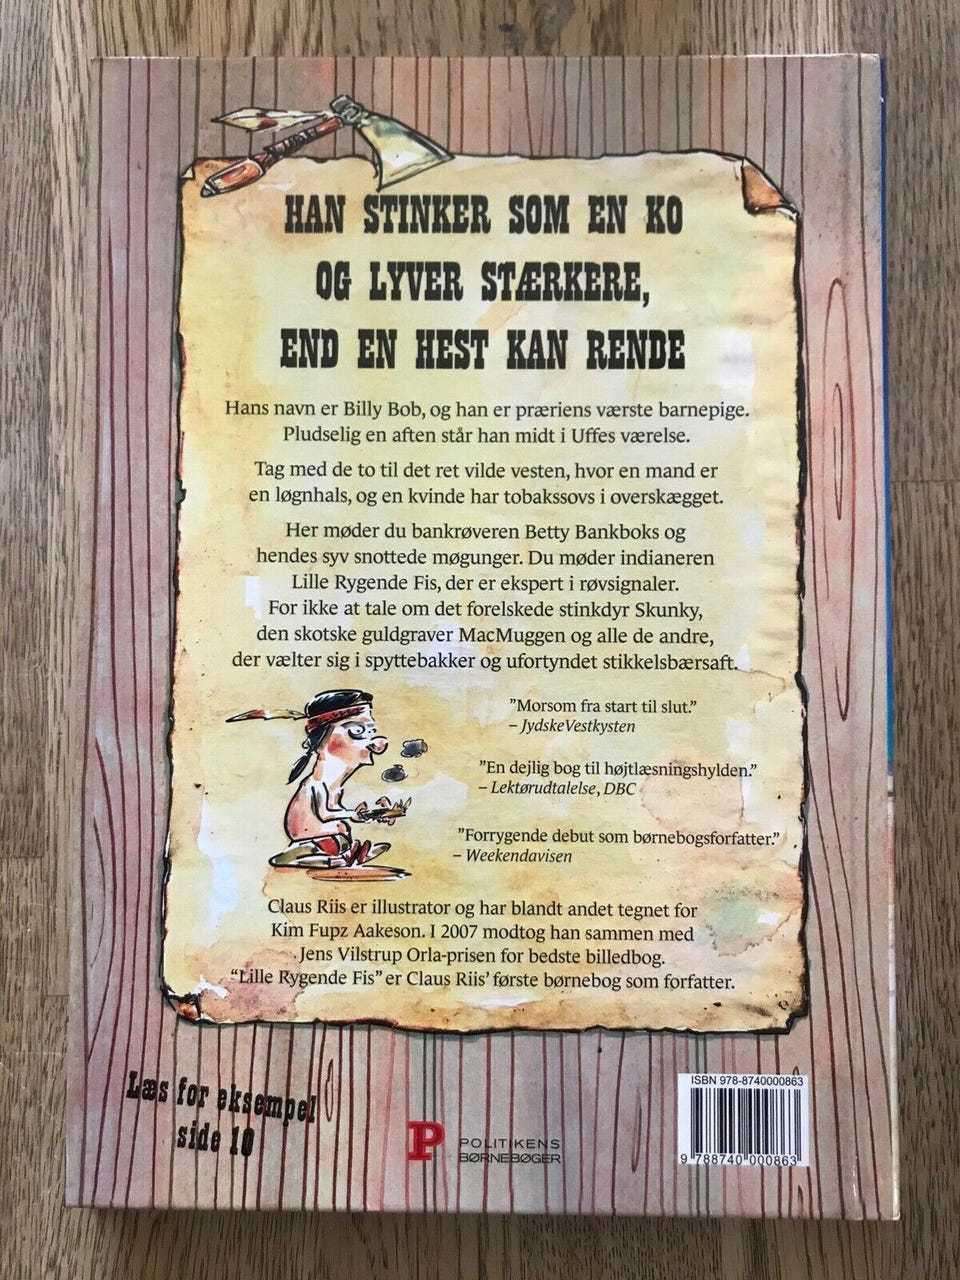 HAN STINKER SOM EN KO
OG LYVER STÆRKERE,
END EN HEST KAN RENDE
Hans navn er Billy Bob, og han er præriens værste barnepige.
Pludselig en aften står han midt i Uffes værelse.
Tag med de to til det ret vilde vesten, hvor en mand er
en løgnhals, og en kvinde har tobakssovs i overskægget.
Her møder du bankrøveren Betty Bankboks og
hendes syv snottede møgunger. Du møder indianeren
Lille Rygende Fis, der er ekspert i røvsignaler.
For ikke at tale om det forelskede stinkdyr Skunky,
den skotske guldgraver MacMuggen og alle de andre,
der vælter sig i spyttebakker og ufortyndet stikkelsbærsaft.
”Morsom fra start til slut.”
– JydskeVestkysten
”En dejlig bog til højtlæsningshylden.”
– Lektørudtalelse, DBC
”Forrygende debut som børnebogsforfatter.”
– Weekendavisen
Claus Riis er illustrator og har blandt andet tegnet for
Kim Fupz Aakeson. I 2007 modtog han sammen med
Jens Vilstrup Orla-prisen for bedste billedbog.
“Lille Rygende Fis” er Claus Riis’ første børnebog som forfatter.
Læs for eksempel
side 10
P POLITIKENS
BØRNEBØGER
ISBN 978-8740000863
9 788740 000863